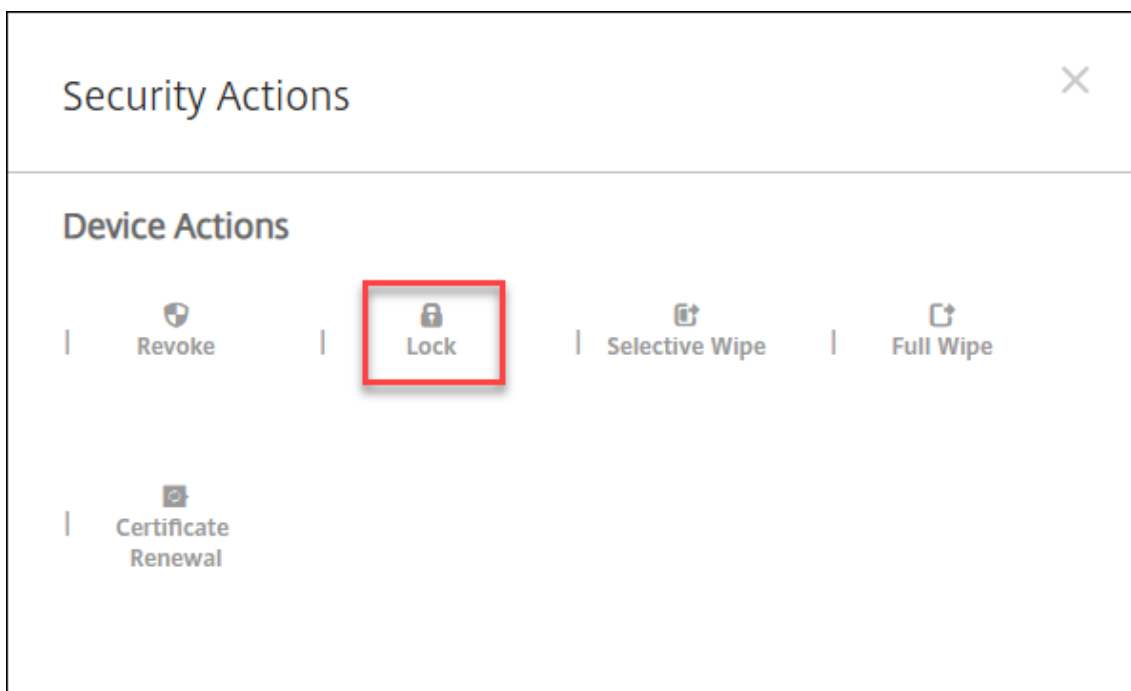 Security Actions
Device Actions
Revoke
Lock
Selective Wipe
Full Wipe
Certificate
Renewal